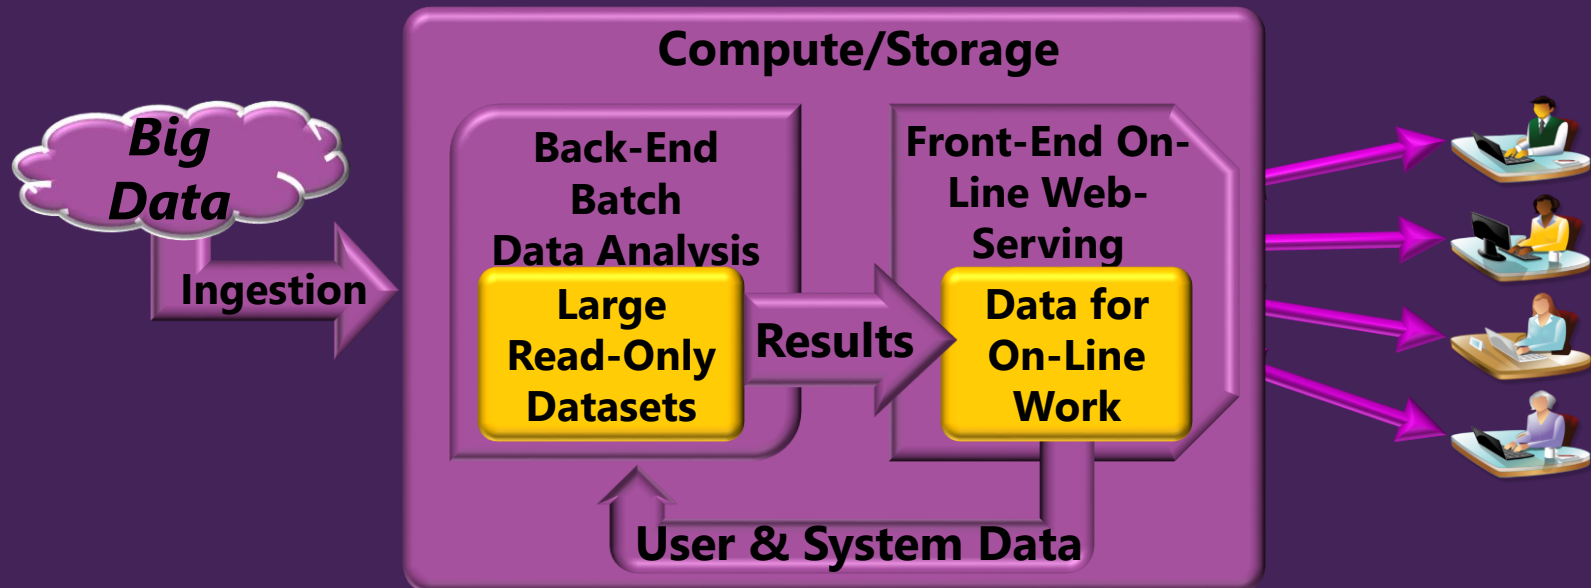 Compute/Storage
Big
Data
Ingestion
Back-End
Batch
Data Analysis
Large
Read-Only
Datasets
Results
Front-End On-
Line Web-
Serving
Data for
On-Line
Work
User & System Data